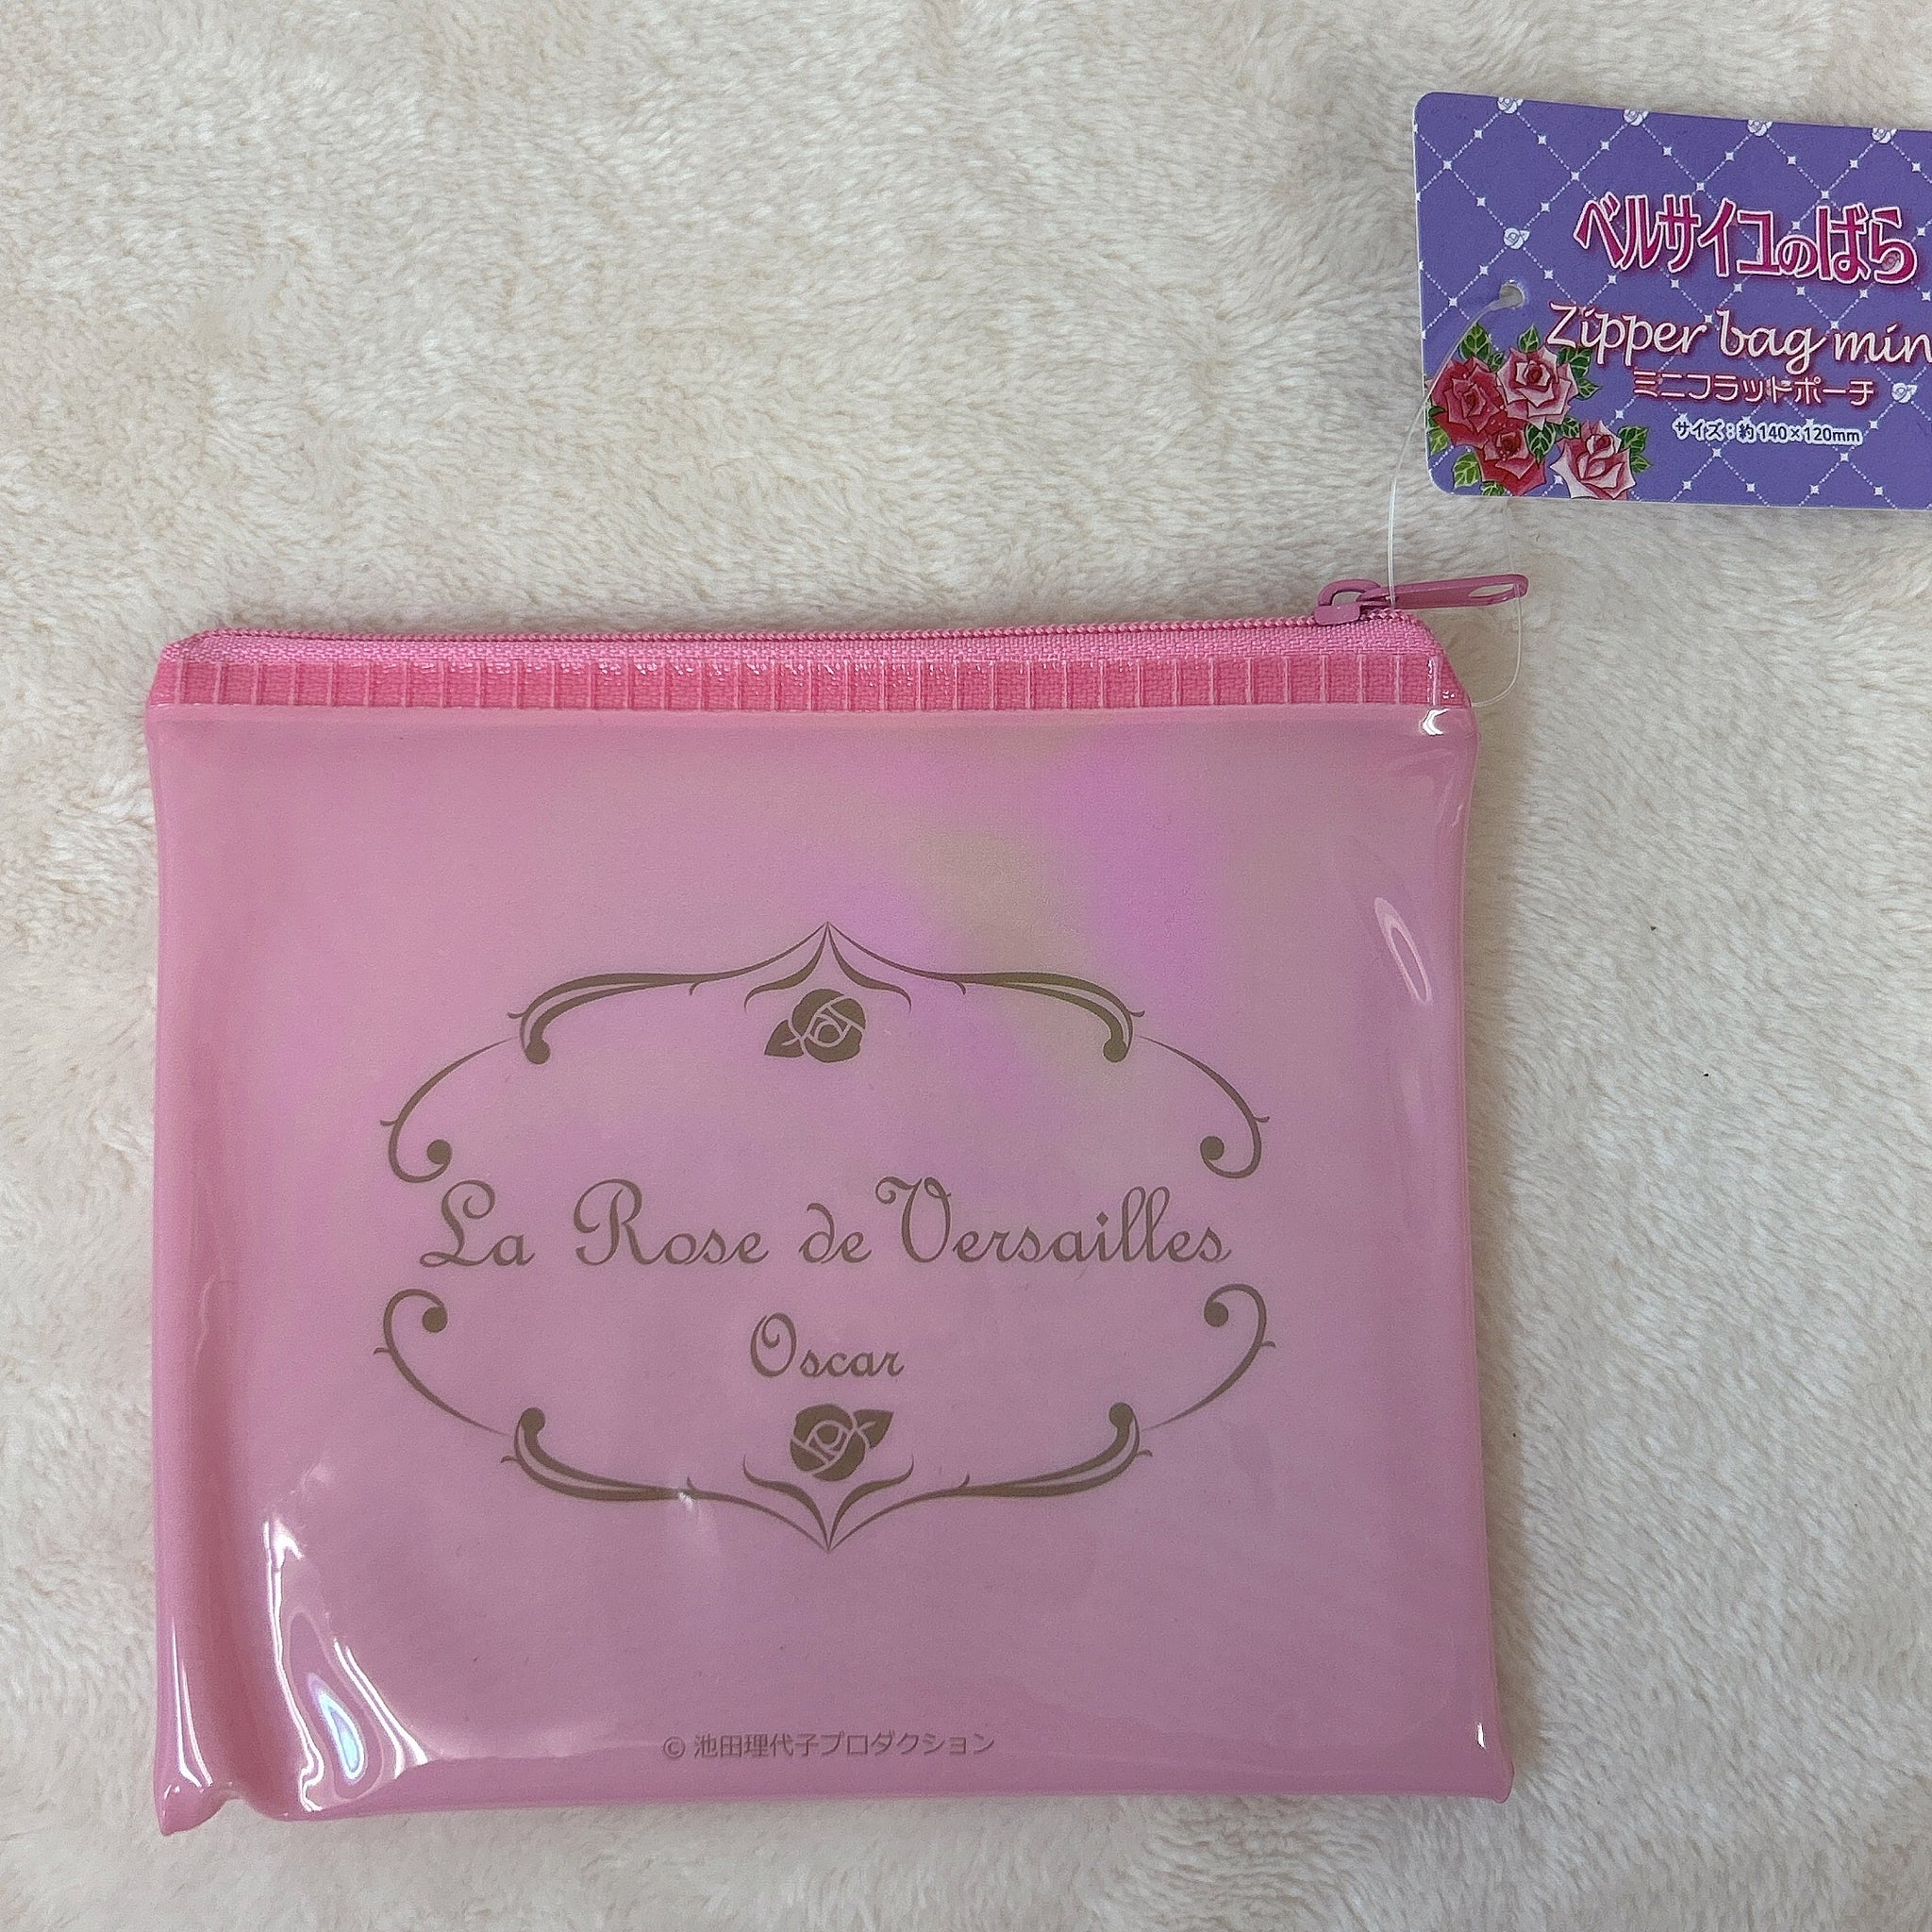 ベルサイユのばら
Zipper bag min
ミニフラットポーチ
サイズ：約140×120mm
La Rose de Versailles
Oscar
© 池田理代子プロダクション